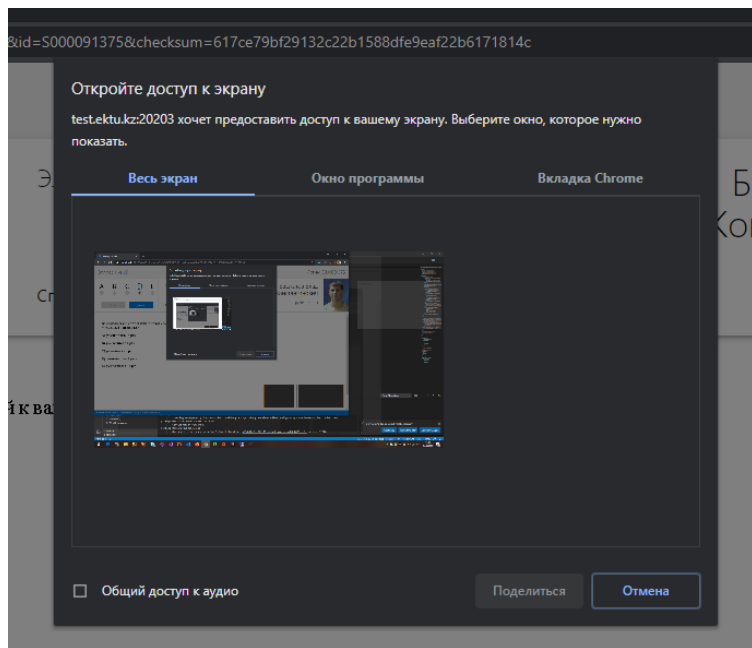 &id=S000091375&checksum=617ce79bf29132c22b1588dfe9eaf22b6171814c
Откройте доступ к экрану
test.ektu.kz:20203 хочет предоставить доступ к вашему экрану. Выберите окно, которое нужно
показать.
Весь экран Окно программы Вкладка Chrome
Общий доступ к аудио
Поделиться Отмена